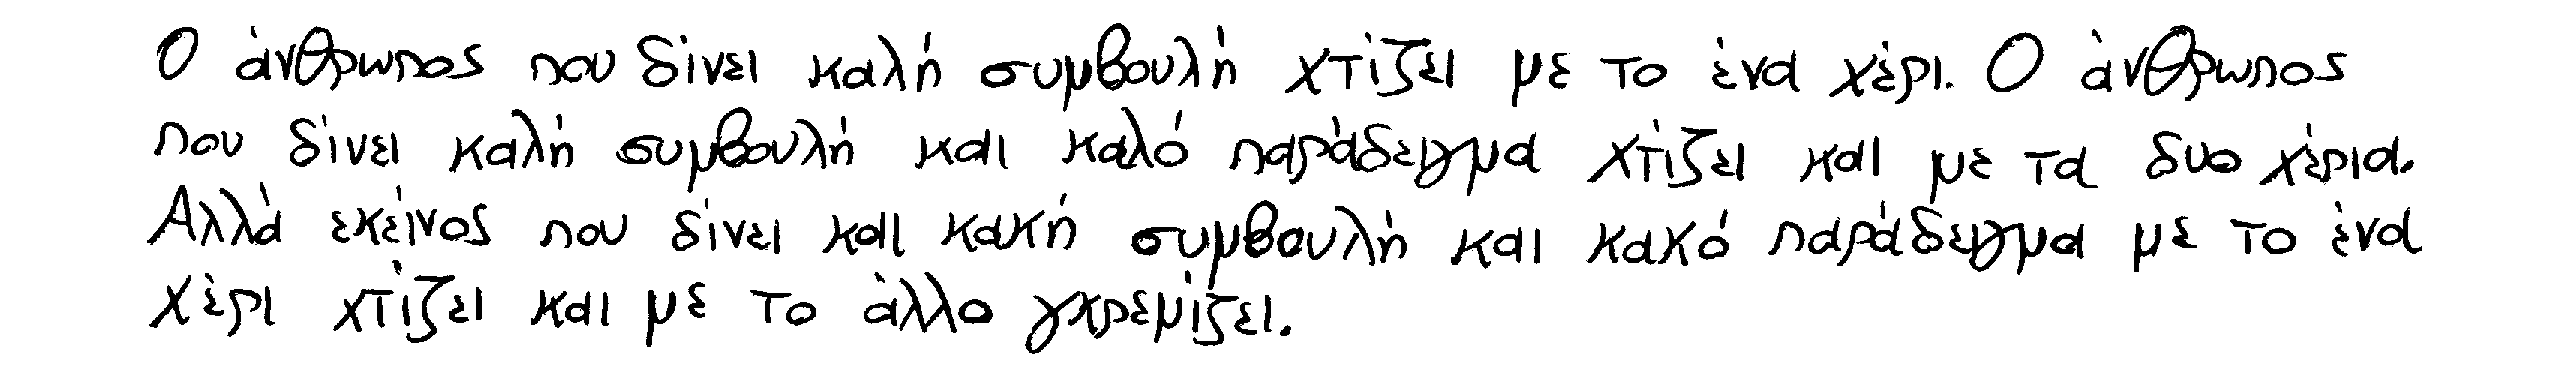 Ο άνθρωπος που δίνει καλή συμβουλή χτίζει με το ένα χέρι. Ο άνθρωπος
που δίνει καλή συμβουλή και καλό παράδειγμα χτίζει και με τα δυο χέρια.
Αλλά εκείνος που δίνει και κακή συμβουλή και κακό παράδειγμα με το ένα
χέρι χτίζει και με το άλλο γκρεμίζει.